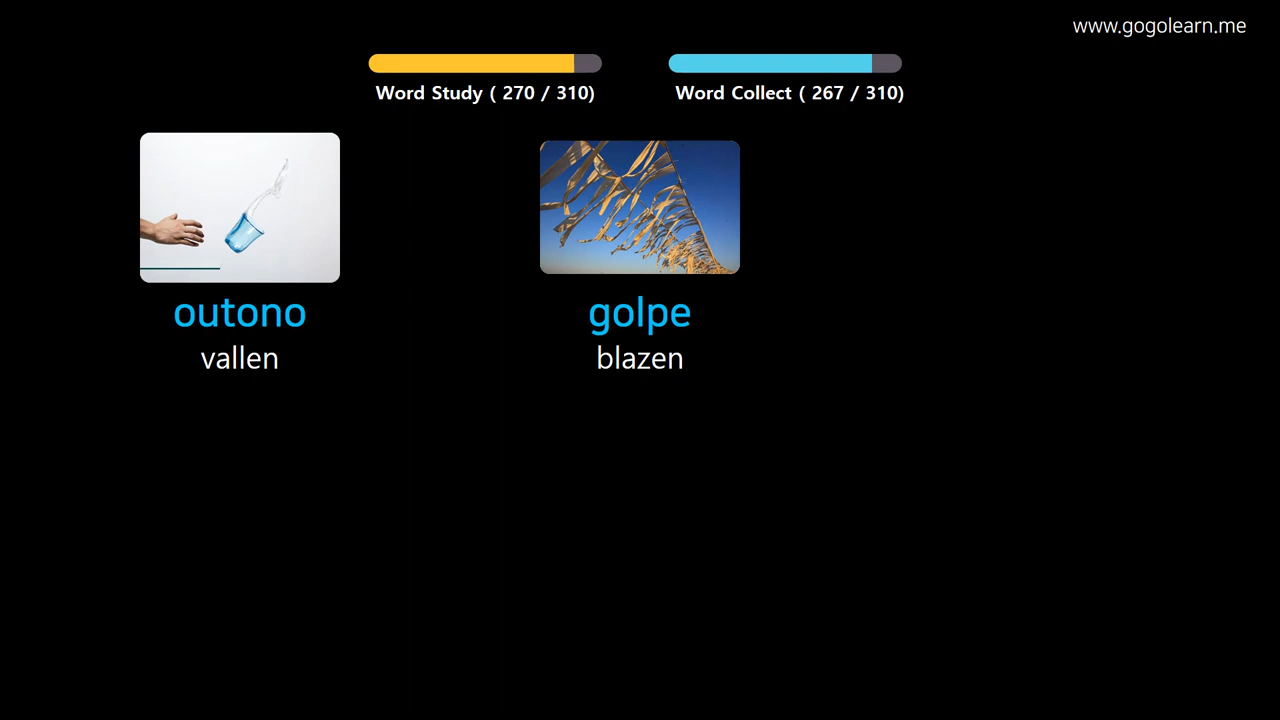 www.gogolearn.me
Word Study ( 270 / 310)
Word Collect ( 267 / 310)
outono
vallen
golpe
blazen